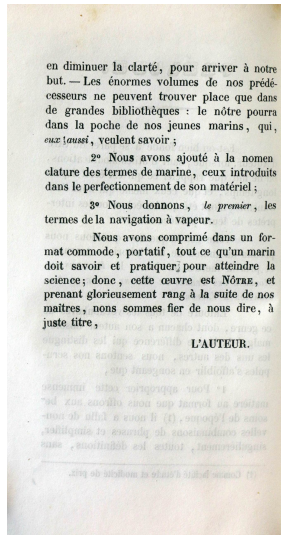 en diminuer la clarté, pour arriver à notre
but. — Les énormes volumes de nos prédé-
cesseurs ne peuvent trouver place que dans
de grandes bibliothèques : le nôtre pourra
dans la poche de nos jeunes marins, qui,
eux aussi, veulent savoir ;
2° Nous avons ajouté à la nomen
clature des termes de marine, ceux introduits
dans le perfectionnement de son matériel ;
3° Nous donnons, le premier, les
termes de la navigation à vapeur.
Nous avons comprimé dans un for-
mat commode, portatif, tout ce qu'un marin
doit savoir et pratiquer pour atteindre la
science; donc, cette œuvre est NÔTRE, et
prenant glorieusement rang à la suite de nos
maîtres, nous sommes fier de nous dire, à
juste titre,
L'AUTEUR.